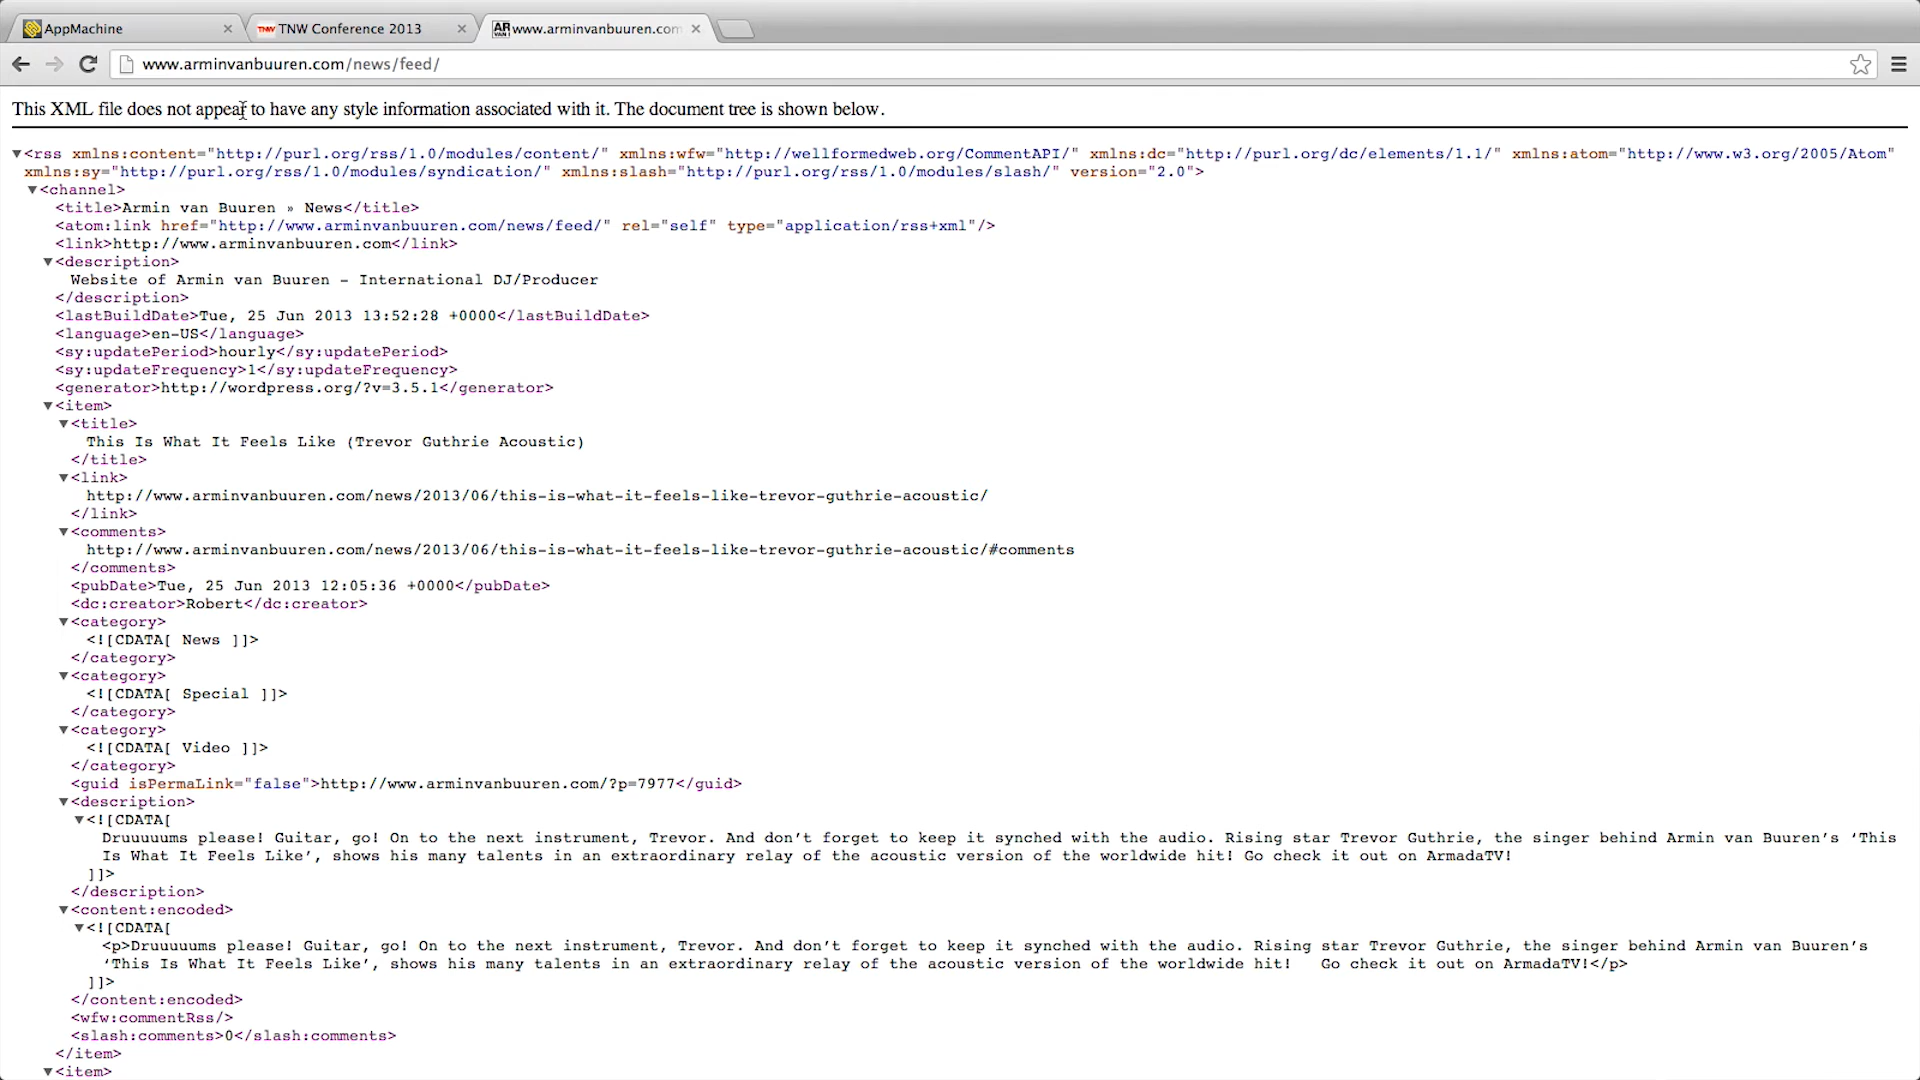 AppMachine
TNW Conference 2013
www.arminvanbuuren.com
www.arminvanbuuren.com/news/feed/
This XML file does not appear to have any style information associated with it. The document tree is shown below.
<rss xmlns:content="http://purl.org/rss/1.0/modules/content/" xmlns:wfw="http://wellformedweb.org/CommentAPI/" xmlns:dc="http://purl.org/dc/elements/1.1/" xmlns:atom="http://www.w3.org/2005/Atom"
xmlns:sy="http://purl.org/rss/1.0/modules/syndication/" xmlns:slash="http://purl.org/rss/1.0/modules/slash/" version="2.0">
<channel>
<title>Armin van Buuren » News</title>
<atom:link href="http://www.arminvanbuuren.com/news/feed/" rel="self" type="application/rss+xml"/>
<link>http://www.arminvanbuuren.com</link>
<description>
Website of Armin van Buuren - International DJ/Producer
</description>
<lastBuildDate>Tue, 25 Jun 2013 13:52:28 +0000</lastBuildDate>
<language>en-US</language>
<sy:updatePeriod>hourly</sy:updatePeriod>
<sy:updateFrequency>1</sy:updateFrequency>
<generator>http://wordpress.org/?v=3.5.1</generator>
<item>
<title>
This Is What It Feels Like (Trevor Guthrie Acoustic)
</title>
<link>
http://www.arminvanbuuren.com/news/2013/06/this-is-what-it-feels-like-trevor-guthrie-acoustic/
</link>
<comments>
http://www.arminvanbuuren.com/news/2013/06/this-is-what-it-feels-like-trevor-guthrie-acoustic/#comments
</comments>
<pubDate>Tue, 25 Jun 2013 12:05:36 +0000</pubDate>
<dc:creator>Robert</dc:creator>
<category>
<![CDATA[ News ]]>
</category>
<category>
<![CDATA[ Special ]]>
</category>
<category>
<![CDATA[ Video ]]>
</category>
<guid isPermaLink="false">http://www.arminvanbuuren.com/?p=7977</guid>
<description>
<![CDATA[
Druuuuums please! Guitar, go! On to the next instrument, Trevor. And don’t forget to keep it synched with the audio. Rising star Trevor Guthrie, the singer behind Armin van Buuren’s ‘This
Is What It Feels Like’, shows his many talents in an extraordinary relay of the acoustic version of the worldwide hit! Go check it out on ArmadaTV!
]]>
</description>
<content:encoded>
<![CDATA[
<p>Druuuuums please! Guitar, go! On to the next instrument, Trevor. And don’t forget to keep it synched with the audio. Rising star Trevor Guthrie, the singer behind Armin van Buuren’s
‘This Is What It Feels Like’, shows his many talents in an extraordinary relay of the acoustic version of the worldwide hit!   Go check it out on ArmadaTV!</p>
]]>
</content:encoded>
<wfw:commentRss/>
<slash:comments>0</slash:comments>
</item>
<item>